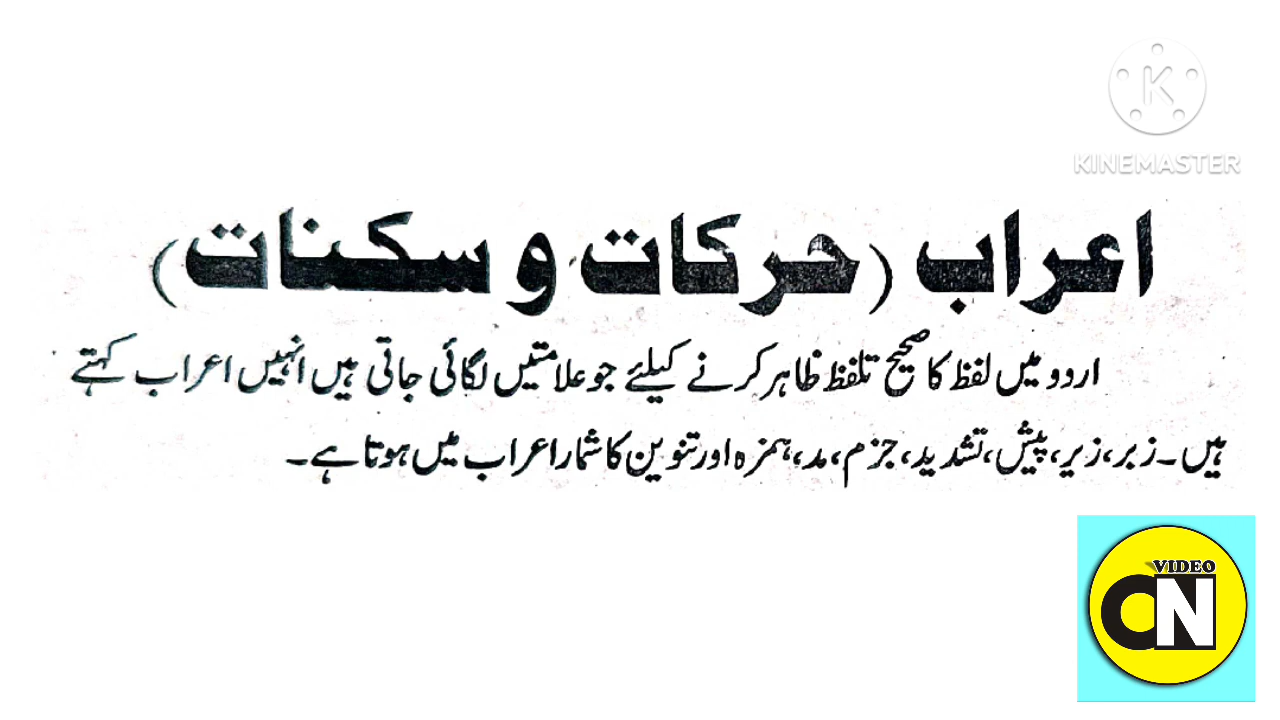 KINEMASTER
اعراب (حرکات و سکنات)
اردو میں لفظ کا صحیح تلفظ ظاہر کرنے کیلئے جو علامتیں لگائی جاتی ہیں انہیں اعراب کہتے
ہیں۔ زبر، زیر، پیش، تشدید، جزم، مد، ہمزہ اور تنوین کا شمار اعراب میں ہوتا ہے۔
VIDEO
ON